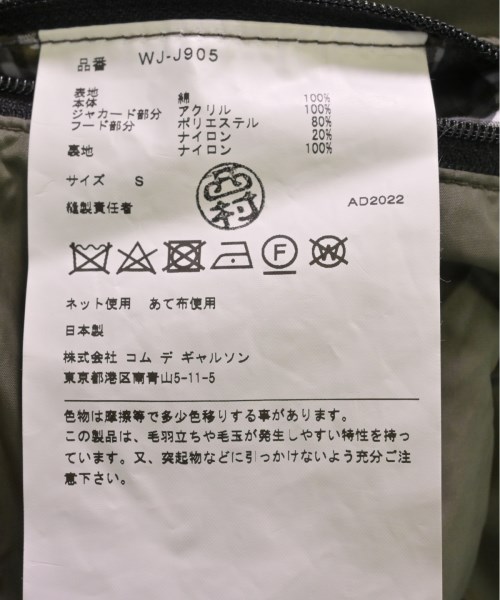 品番 WJ-J905
表地
本体 綿 100%
ジャカード部分 アクリル 100%
フード部分 ポリエステル 80%
ナイロン 20%
裏地 ナイロン 100%
サイズ S
縫製責任者 西村 AD2022
F W
ネット使用 あて布使用
日本製
株式会社 コム デ ギャルソン
東京都港区南青山5-11-5
色物は摩擦等で多少色移りする事があります。
この製品は、毛羽立ちや毛玉が発生しやすい特性を持っ
ています。又、突起物などに引っかけないよう充分ご注
意下さい。